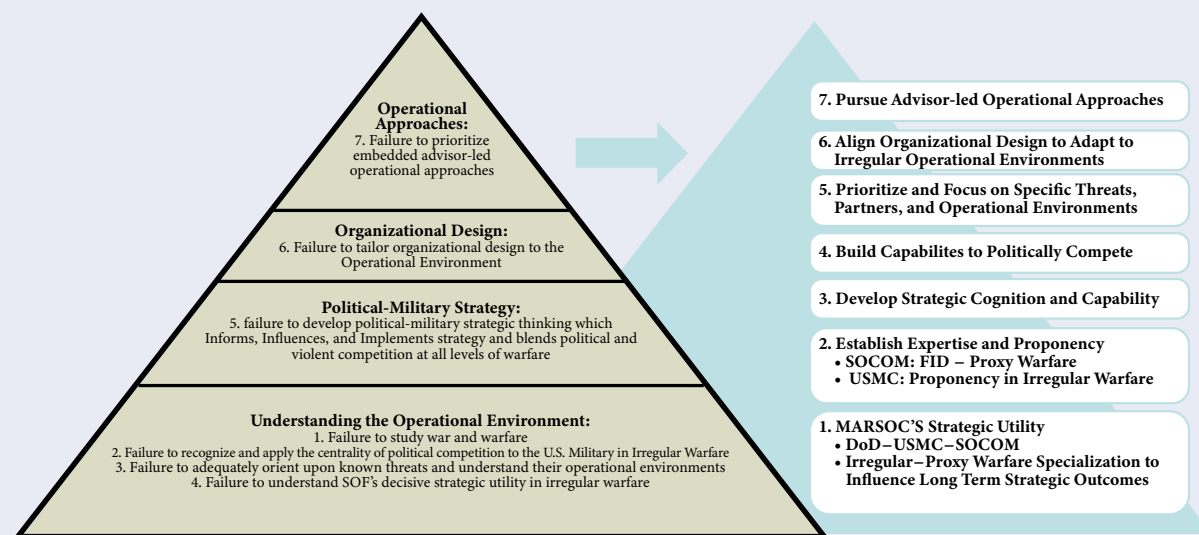 Operational
Approaches:
7. Failure to prioritize
embedded advisor-led
operational approaches
Organizational Design:
6. Failure to tailor organizational design to the
Operational Environment
Political-Military Strategy:
5. failure to develop political-military strategic thinking which
Informs, Influences, and Implements strategy and blends political and
violent competition at all levels of warfare
Understanding the Operational Environment:
1. Failure to study war and warfare
2. Failure to recognize and apply the centrality of political competition to the U.S. Military in Irregular Warfare
3. Failure to adequately orient upon known threats and understand their operational environments
4. Failure to understand SOF's decisive strategic utility in irregular warfare
7. Pursue Advisor-led Operational Approaches
6. Align Organizational Design to Adapt to
Irregular Operational Environments
5. Prioritize and Focus on Specific Threats,
Partners, and Operational Environments
4. Build Capabilites to Politically Compete
3. Develop Strategic Cognition and Capability
2. Establish Expertise and Proponency
• SOCOM: FID – Proxy Warfare
• USMC: Proponency in Irregular Warfare
1. MARSOC'S Strategic Utility
• DoD–USMC–SOCOM
• Irregular–Proxy Warfare Specialization to
Influence Long Term Strategic Outcomes